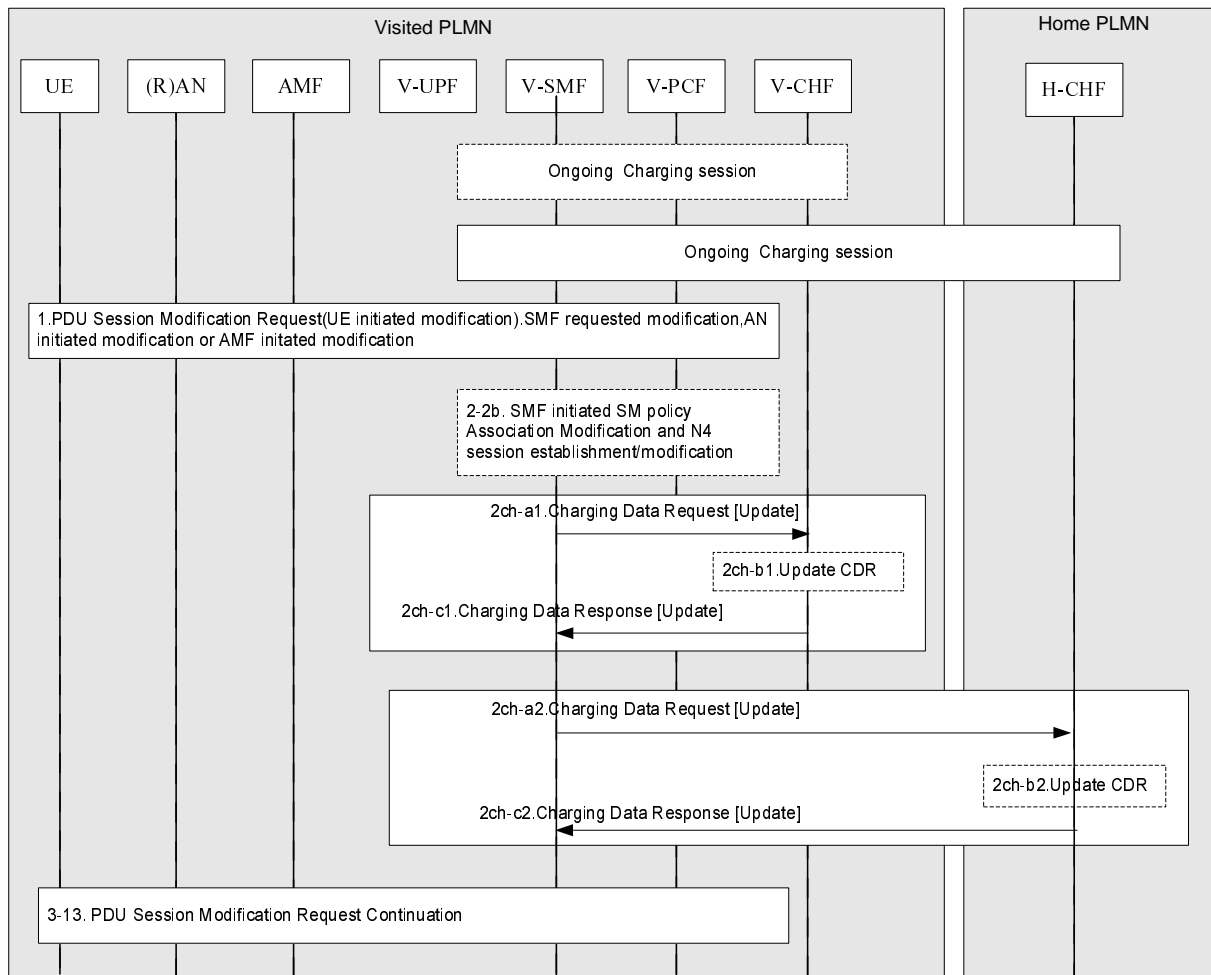 Visited PLMN
Home PLMN
UE
(R)AN
AMF
V-UPF
V-SMF
V-PCF
V-CHF
H-CHF
Ongoing Charging session
Ongoing Charging session
1.PDU Session Modification Request(UE initiated modification).SMF requested modification,AN
initiated modification or AMF initated modification
2-2b. SMF initiated SM policy
Association Modification and N4
session establishment/modification
2ch-a1.Charging Data Request [Update]
2ch-b1.Update CDR
2ch-c1.Charging Data Response [Update]
2ch-a2.Charging Data Request [Update]
2ch-b2.Update CDR
2ch-c2.Charging Data Response [Update]
3-13. PDU Session Modification Request Continuation